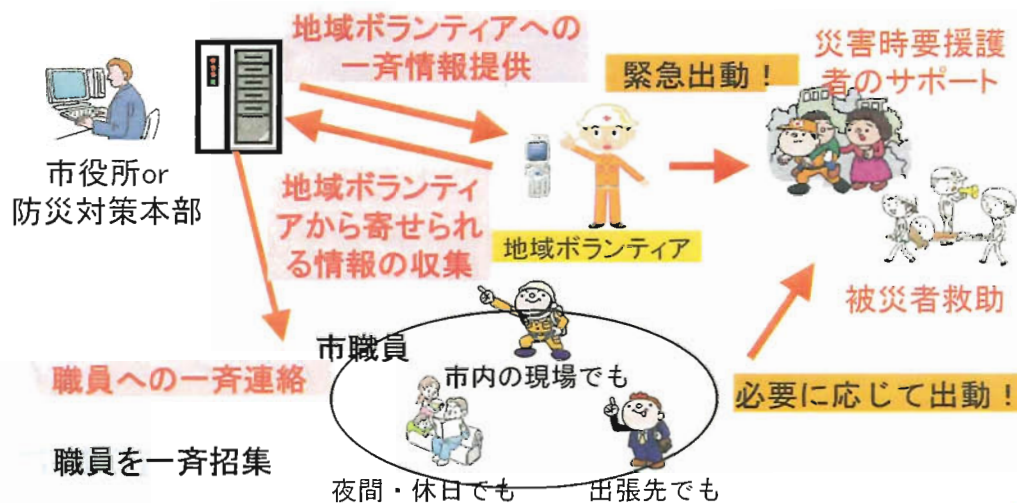 地域ボランティアへの
一斉情報提供
緊急出動！
災害時要援護
者のサポート
市役所or
防災対策本部
地域ボランティ
アから寄せられ
る情報の収集
地域ボランティア
被災者救助
市職員
職員への一斉連絡
市内の現場でも
必要に応じて出動！
職員を一斉招集
夜間・休日でも
出張先でも